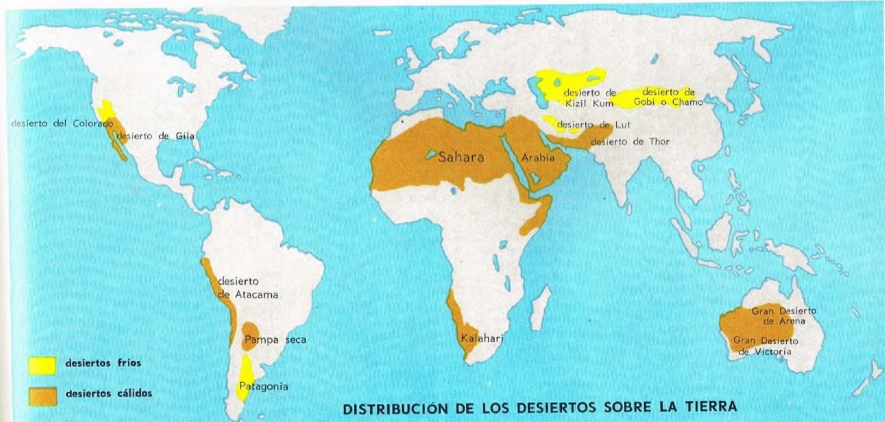 desierto de
Kizil Kum
desierto de
Gobi o Chamo
desierto del Colorado
desierto de Gila
desierto de Lut
desierto de Thor
Sahara
Arabia
desierto
de Atacama
Pampa seca
Kalahari
Gran Desierto
de Arena
Gran Dasierto
de Victoria
Patagonia
desiertos fríos
desiertos cálidos
DISTRIBUCIÓN DE LOS DESIERTOS SOBRE LA TIERRA